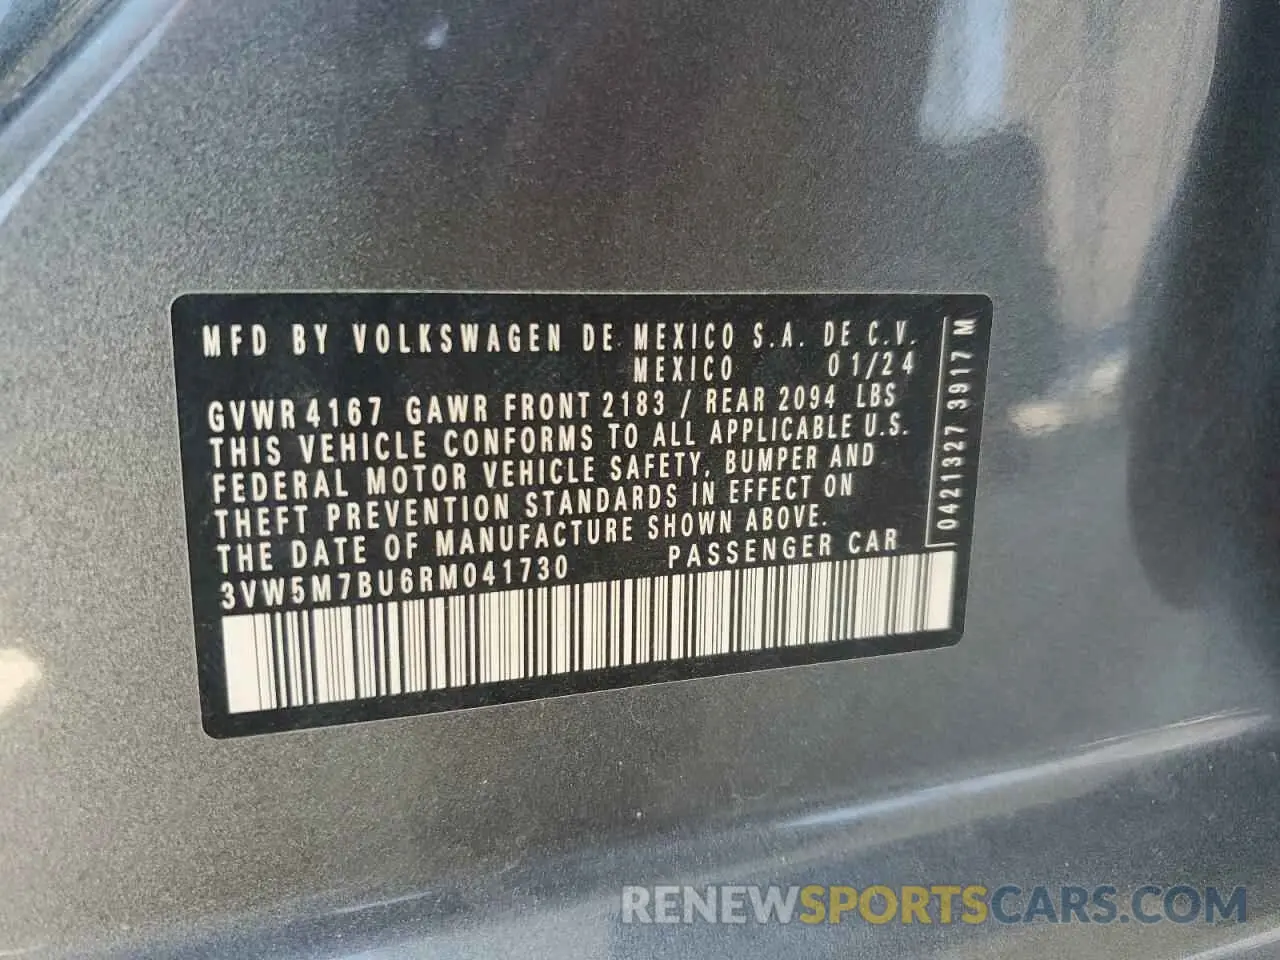 MFD BY VOLKSWAGEN DE MEXICO S.A. DE C.V.
MEXICO 01/24
GVWR 4167 GAWR FRONT 2183 / REAR 2094 LBS
THIS VEHICLE CONFORMS TO ALL APPLICABLE U.S.
FEDERAL MOTOR VEHICLE SAFETY, BUMPER AND
THEFT PREVENTION STANDARDS IN EFFECT ON
THE DATE OF MANUFACTURE SHOWN ABOVE.
3VW5M7BU6RM041730 PASSENGER CAR
0421327 3917 M
RENEWSPORTSCARS.COM